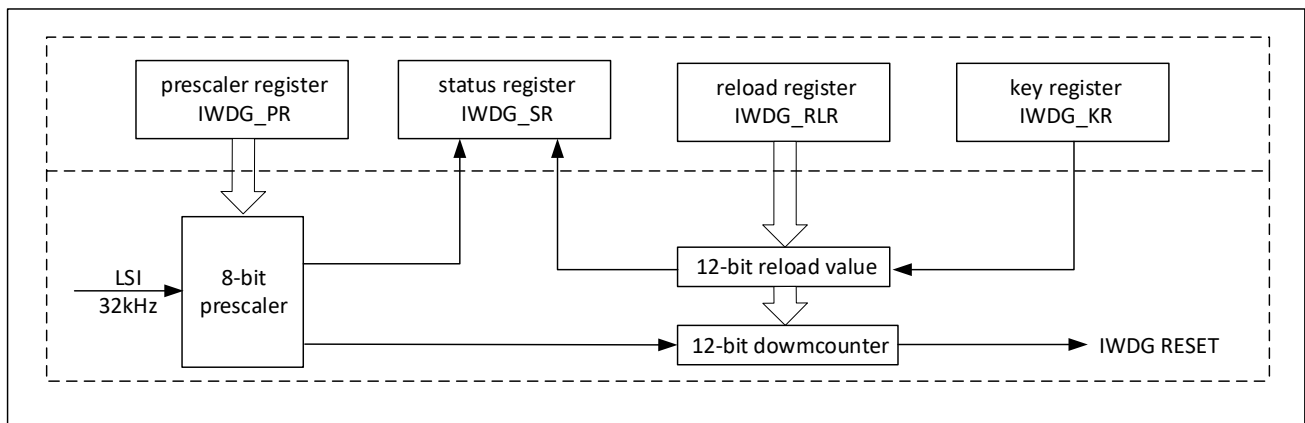 prescaler register
IWDG_PR
status register
IWDG_SR
reload register
IWDG_RLR
key register
IWDG_KR
LSI
32kHz
8-bit
prescaler
12-bit reload value
12-bit dowmcounter
IWDG RESET